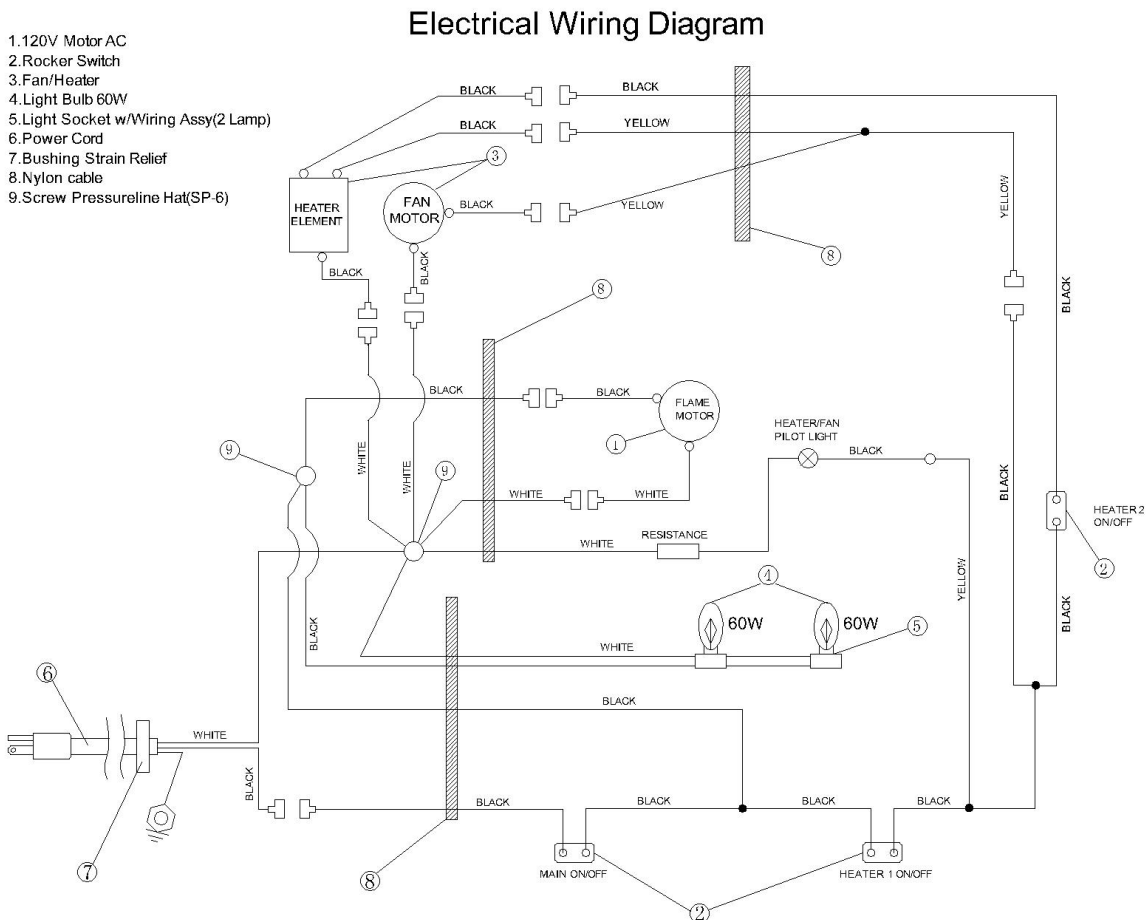 Electrical Wiring Diagram
1.120V Motor AC
2.Rocker Switch
3.Fan/Heater
4.Light Bulb 60W
5.Light Socket w/Wiring Assy(2 Lamp)
6.Power Cord
7.Bushing Strain Relief
8.Nylon cable
9.Screw Pressureline Hat(SP-6)
BLACK
BLACK
BLACK
YELLOW
3
HEATER
ELEMENT
FAN
MOTOR
BLACK
YELLOW
YELLOW
8
BLACK
BLACK
BLACK
8
BLACK
BLACK
FLAME
MOTOR
1
HEATER/FAN
PILOT LIGHT
BLACK
9
WHITE
WHITE
9
WHITE
WHITE
BLACK
HEATER 2
ON/OFF
2
WHITE
RESISTANCE
YELLOW
4
60W
60W
5
BLACK
WHITE
BLACK
6
WHITE
BLACK
BLACK
7
BLACK
BLACK
BLACK
BLACK
8
MAIN ON/OFF
2
HEATER 1 ON/OFF